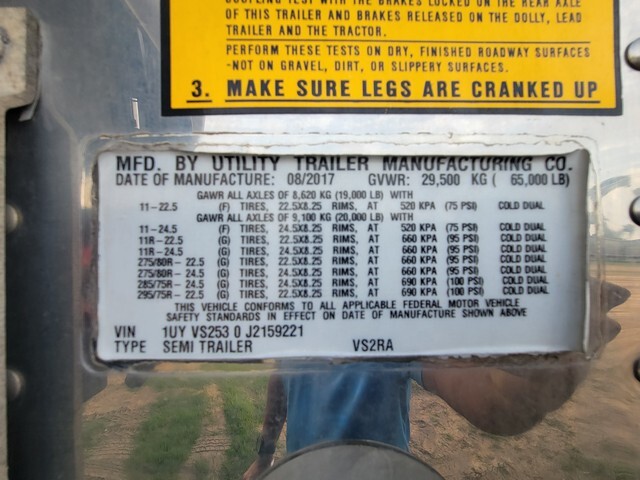 COUPLING TEST WITH THE BRAKES LOCKED ON THE REAR AXLE
OF THIS TRAILER AND BRAKES RELEASED ON THE DOLLY, LEAD
TRAILER AND THE TRACTOR.
PERFORM THESE TESTS ON DRY, FINISHED ROADWAY SURFACES
-NOT ON GRAVEL, DIRT, OR SLIPPERY SURFACES.
3. MAKE SURE LEGS ARE CRANKED UP
MFD. BY UTILITY TRAILER MANUFACTURING CO.
DATE OF MANUFACTURE: 08/2017 GVWR: 29,500 KG ( 65,000 LB)
GAWR ALL AXLES OF 8,620 KG (19,000 LB) WITH
11-22.5 (F) TIRES, 22.5X8.25 RIMS, AT 520 KPA (75 PSI) COLD DUAL
GAWR ALL AXLES OF 9,100 KG (20,000 LB) WITH
11-24.5 (F) TIRES, 24.5X8.25 RIMS, AT 520 KPA (75 PSI) COLD DUAL
11R-22.5 (G) TIRES, 22.5X8.25 RIMS, AT 660 KPA (95 PSI) COLD DUAL
11R-24.5 (G) TIRES, 24.5X8.25 RIMS, AT 660 KPA (95 PSI) COLD DUAL
275/80R-22.5 (G) TIRES, 22.5X8.25 RIMS, AT 660 KPA (95 PSI) COLD DUAL
275/80R-24.5 (G) TIRES, 24.5X8.25 RIMS, AT 660 KPA (95 PSI) COLD DUAL
285/75R-24.5 (G) TIRES, 24.5X8.25 RIMS, AT 690 KPA (100 PSI) COLD DUAL
295/75R-22.5 (G) TIRES, 22.5X8.25 RIMS, AT 690 KPA (100 PSI) COLD DUAL
THIS VEHICLE CONFORMS TO ALL APPLICABLE FEDERAL MOTOR VEHICLE
SAFETY STANDARDS IN EFFECT ON DATE OF MANUFACTURE SHOWN ABOVE
VIN 1UY VS253 0 J2159221
TYPE SEMI TRAILER VS2RA